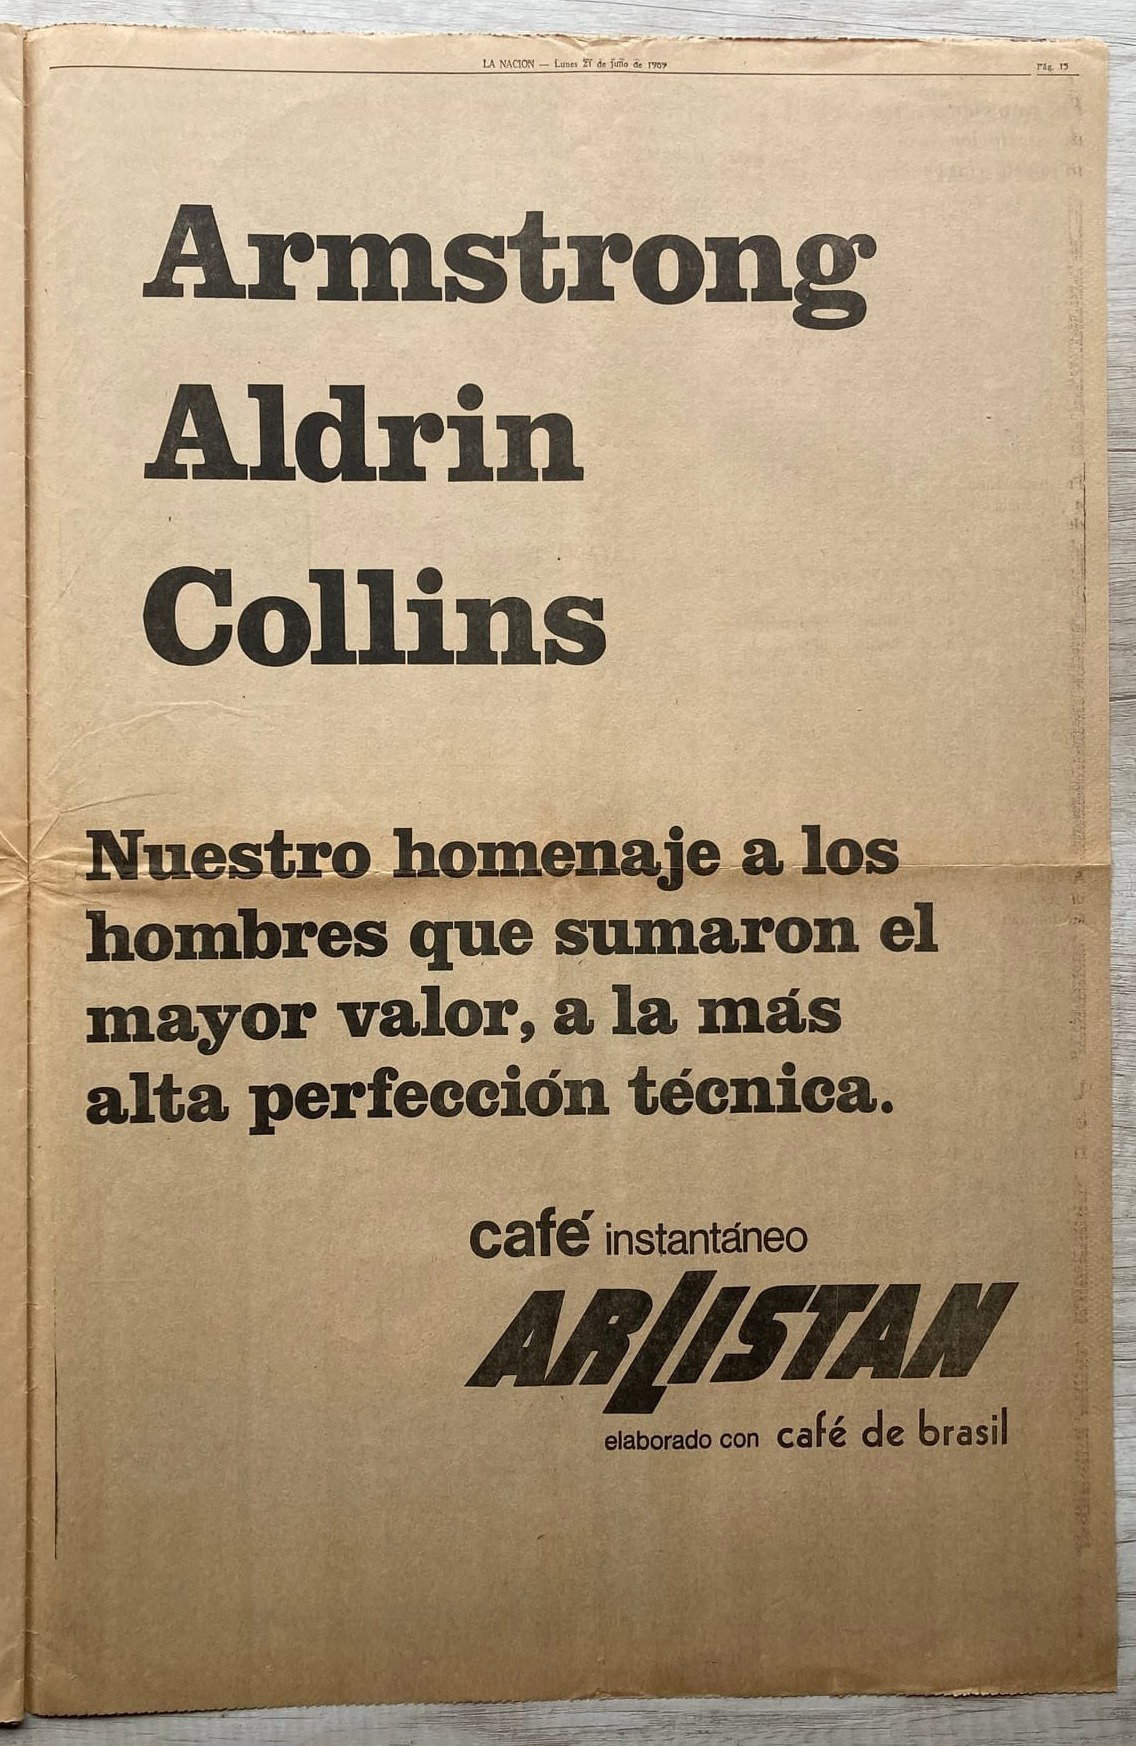 LA NACION — Lunes 21 de julio de 1969
Pág. 15
Armstrong
Aldrin
Collins
Nuestro homenaje a los
hombres que sumaron el
mayor valor, a la más
alta perfección técnica.
café instantáneo
ARLISTAN
elaborado con café de brasil